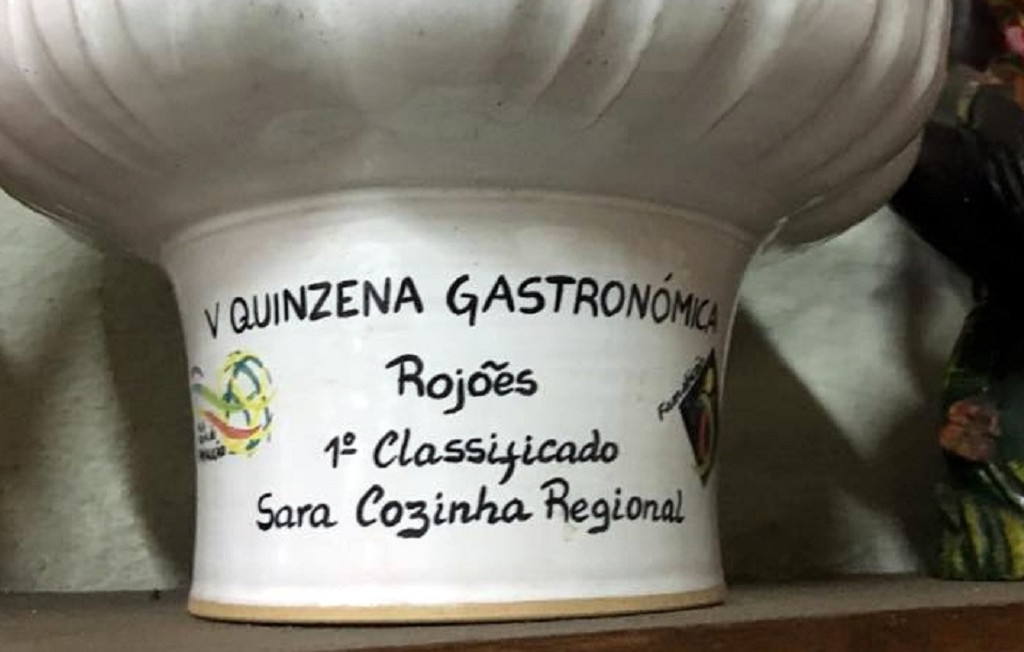 V QUINZENA GASTRONÓMICA
Rojões
1º Classificado
Sara Cozinha Regional